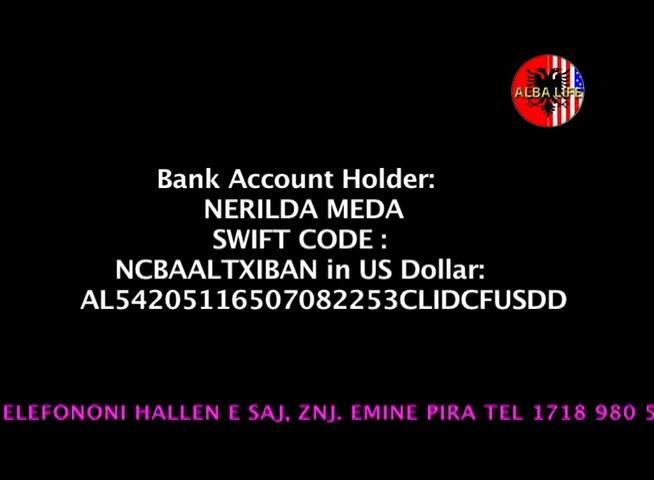 ALBA LIFE
Bank Account Holder:
NERILDA MEDA
SWIFT CODE :
NCBAALTXIBAN in US Dollar:
AL54205116507082253CLIDCFUSDD
ELEFONONI HALLEN E SAJ, ZNJ. EMINE PIRA TEL 1718 980 5